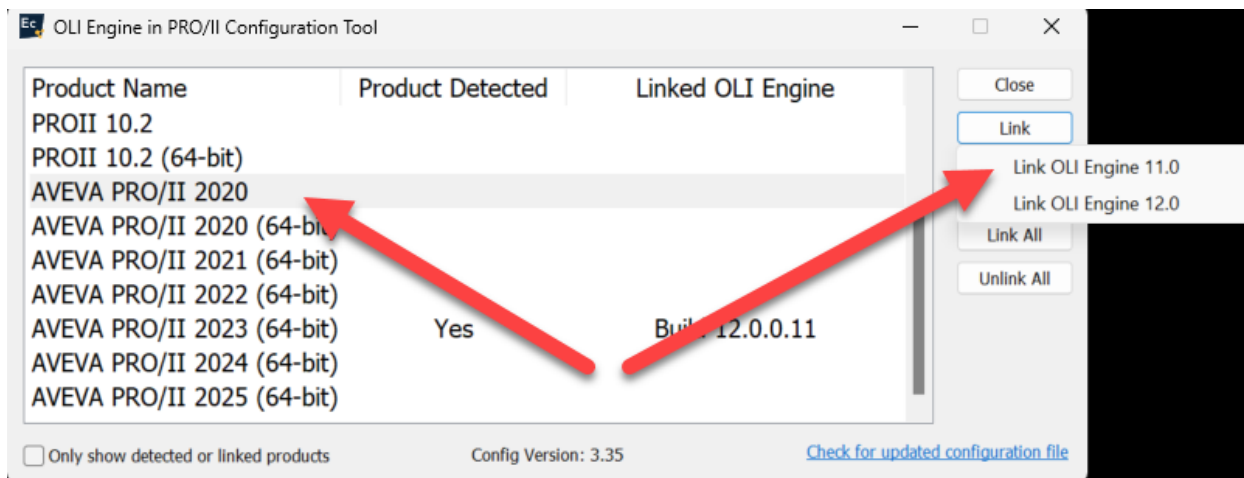 Ec OLI Engine in PRO/II Configuration Tool
Product Name Product Detected Linked OLI Engine
Close
PROII 10.2
Link
PROII 10.2 (64-bit)
Link OLI Engine 11.0
AVEVA PRO/II 2020
Link OLI Engine 12.0
AVEVA PRO/II 2020 (64-bit)
Link All
AVEVA PRO/II 2021 (64-bit)
Unlink All
AVEVA PRO/II 2022 (64-bit)
AVEVA PRO/II 2023 (64-bit) Yes Build 12.0.0.11
AVEVA PRO/II 2024 (64-bit)
AVEVA PRO/II 2025 (64-bit)
Only show detected or linked products Config Version: 3.35 Check for updated configuration file